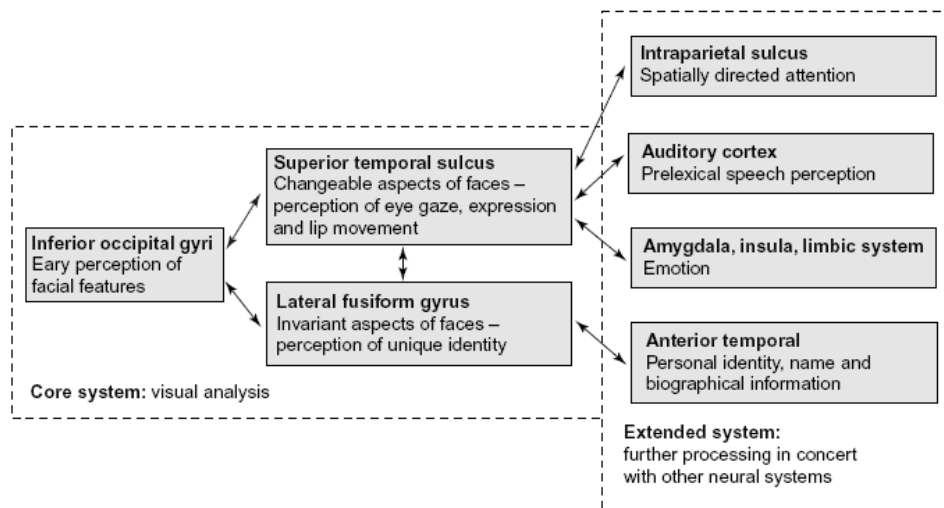 Intraparietal sulcus
Spatially directed attention
Superior temporal sulcus
Changeable aspects of faces –
perception of eye gaze, expression
and lip movement
Auditory cortex
Prelexical speech perception
Inferior occipital gyri
Eary perception of
facial features
Amygdala, insula, limbic system
Emotion
Lateral fusiform gyrus
Invariant aspects of faces –
perception of unique identity
Anterior temporal
Personal identity, name and
biographical information
Core system: visual analysis
Extended system:
further processing in concert
with other neural systems